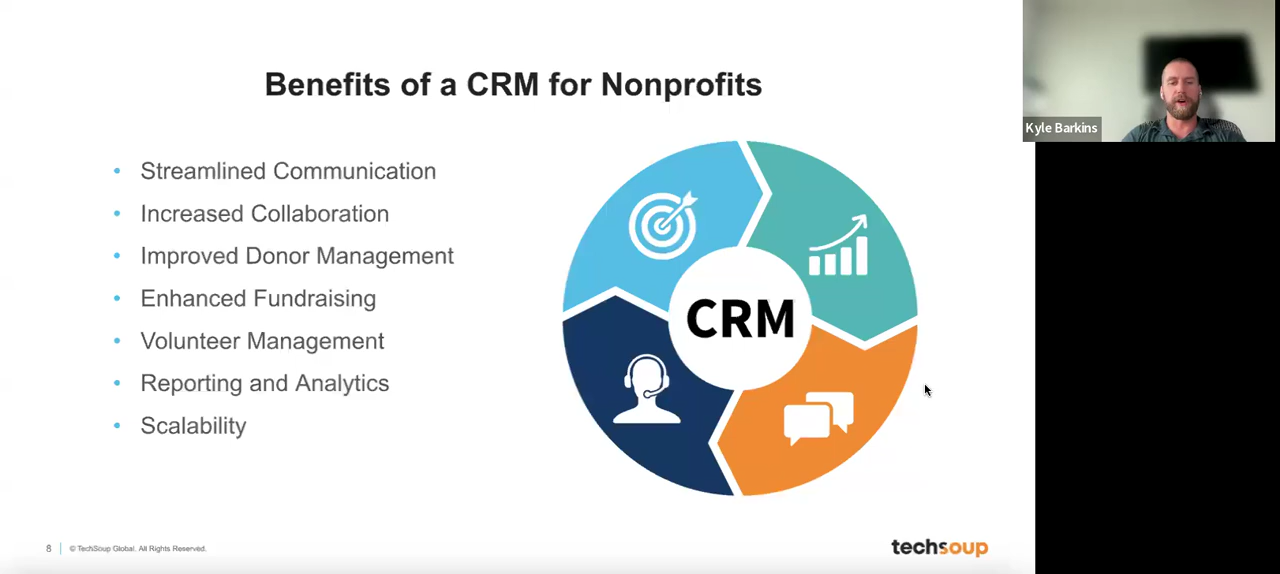 Benefits of a CRM for Nonprofits
Kyle Barkins
• Streamlined Communication
• Increased Collaboration
• Improved Donor Management
• Enhanced Fundraising
• Volunteer Management
• Reporting and Analytics
• Scalability
CRM
8 | © TechSoup Global. All Rights Reserved.
techsoup